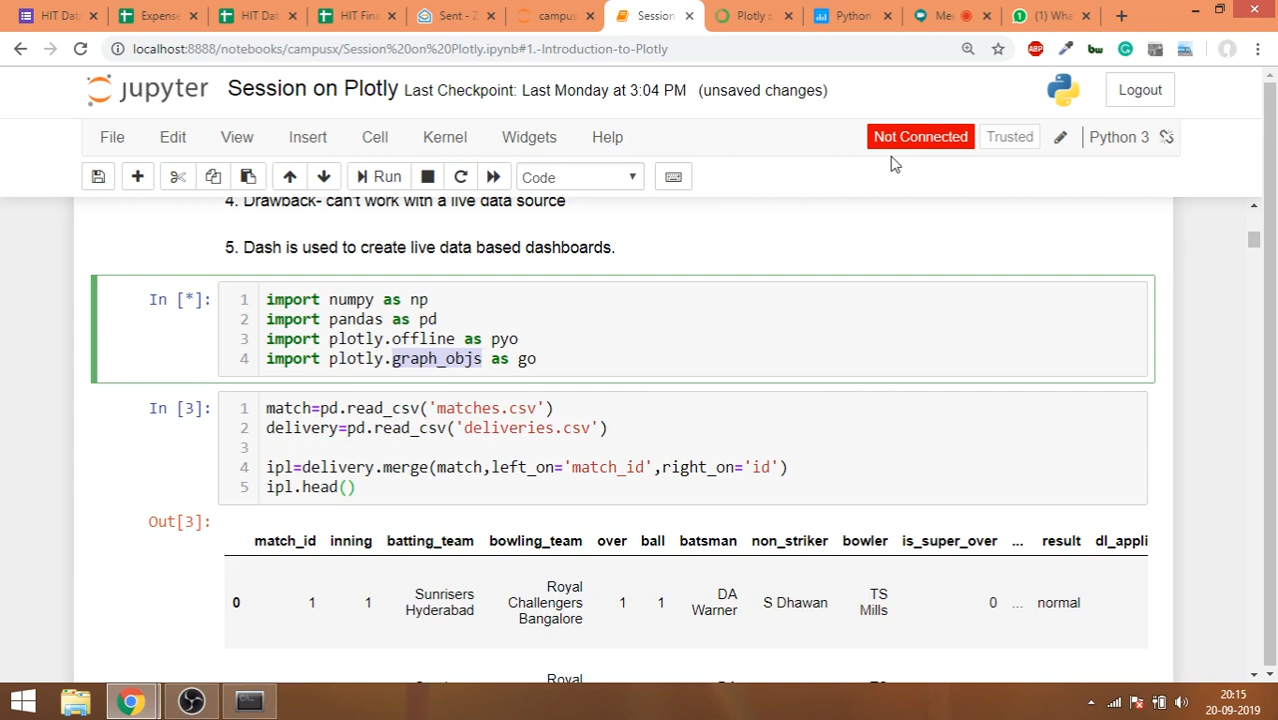 HIT Da
Expense
HIT Dat
HIT Fina
Sent - Z
campus
Session
Plotly a
Python
Me
(1) Wha
localhost:8888/notebooks/campusx/Session%20on%20Plotly.ipynb#1.-Introduction-to-Plotly
ABP
bw
jupyter Session on Plotly Last Checkpoint: Last Monday at 3:04 PM (unsaved changes)
Logout
File Edit View Insert Cell Kernel Widgets Help
Not Connected Trusted Python 3
Run Code
4. Drawback- can't work with a live data source
5. Dash is used to create live data based dashboards.
In [*]:
1 import numpy as np
2 import pandas as pd
3 import plotly.offline as pyo
4 import plotly.graph_objs as go
In [3]:
1 match=pd.read_csv('matches.csv')
2 delivery=pd.read_csv('deliveries.csv')
3
4 ipl=delivery.merge(match,left_on='match_id',right_on='id')
5 ipl.head()
Out[3]:
match_id inning batting_team bowling_team over ball batsman non_striker bowler is_super_over ... result dl_appli
0 1 1 Sunrisers Hyderabad Royal Challengers Bangalore 1 1 DA Warner S Dhawan TS Mills 0 ... normal
Royal
20:15
20-09-2019